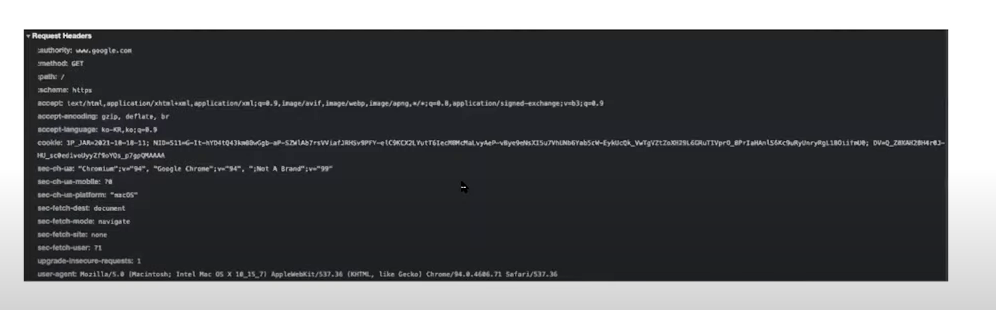 ▾ Request Headers
:authority: www.google.com
:method: GET
:path: /
:scheme: https
accept: text/html,application/xhtml+xml,application/xml;q=0.9,image/avif,image/webp,image/apng,*/*;q=0.8,application/signed-exchange;v=b3;q=0.9
accept-encoding: gzip, deflate, br
accept-language: ko-KR,ko;q=0.9
cookie: 1P_JAR=2021-10-10-11;
sec-ch-ua: "Chromium";v="94", "Google Chrome";v="94", ";Not A Brand";v="99"
sec-ch-ua-mobile: ?0
sec-ch-ua-platform: "macOS"
sec-fetch-dest: document
sec-fetch-mode: navigate
sec-fetch-site: none
sec-fetch-user: ?1
upgrade-insecure-requests: 1
user-agent: Mozilla/5.0 (Macintosh; Intel Mac OS X 10_15_7) AppleWebKit/537.36 (KHTML, like Gecko) Chrome/94.0.4606.71 Safari/537.36